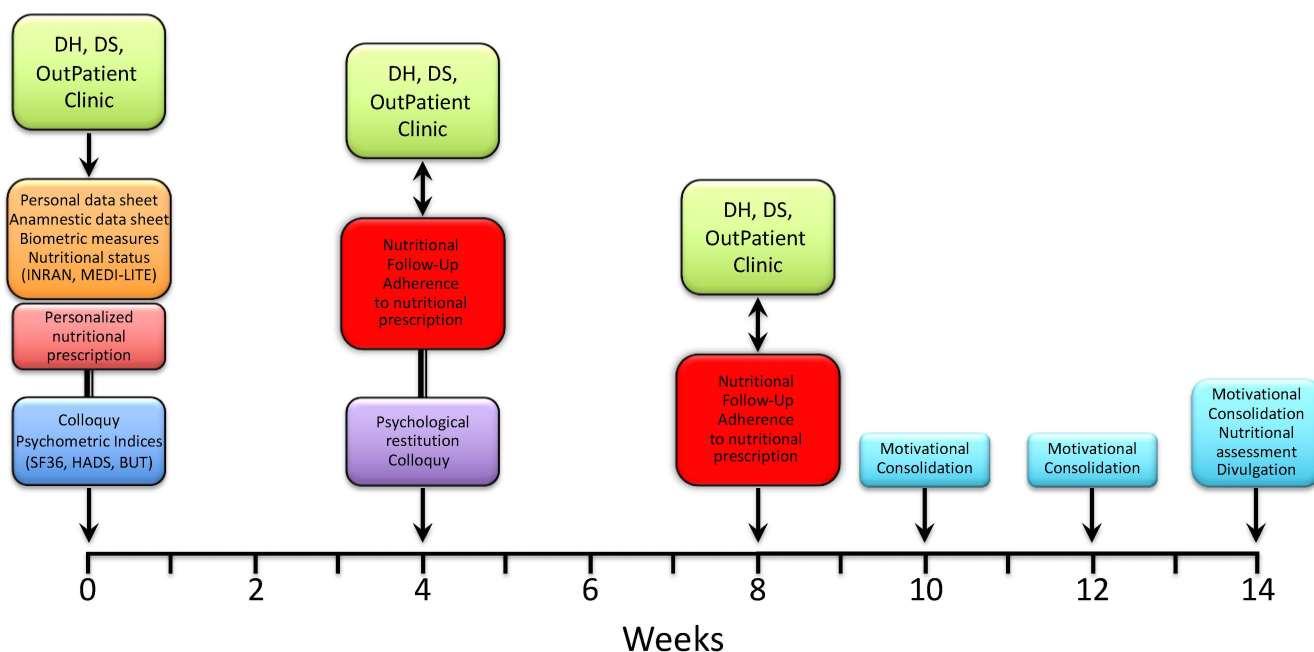 DH, DS,
OutPatient
Clinic
Personal data sheet
Anamnestic data sheet
Biometric measures
Nutritional status
(INRAN, MEDI-LITE)
Personalized
nutritional
prescription
Colloquy
Psychometric Indices
(SF36, HADS, BUT)
DH, DS,
OutPatient
Clinic
Nutritional
Follow-Up
Adherence
to nutritional
prescription
Psychological
restitution
Colloquy
DH, DS,
OutPatient
Clinic
Nutritional
Follow-Up
Adherence
to nutritional
prescription
Motivational
Consolidation
Motivational
Consolidation
Motivational
Consolidation
Nutritional
assessment
Divulgation
0 2 4 6 8 10 12 14
Weeks